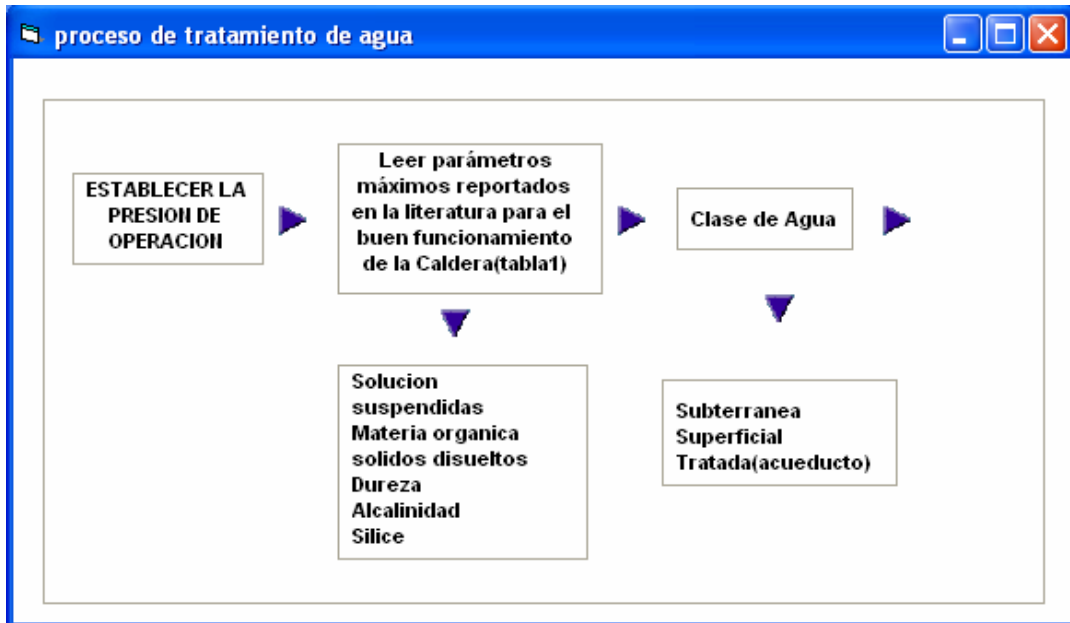 proceso de tratamiento de agua
ESTABLECER LA
PRESION DE
OPERACION
Leer parámetros
máximos reportados
en la literatura para el
buen funcionamiento
de la Caldera(tabla1)
Clase de Agua
Solucion
suspendidas
Materia organica
solidos disueltos
Dureza
Alcalinidad
Silice
Subterranea
Superficial
Tratada(acueducto)